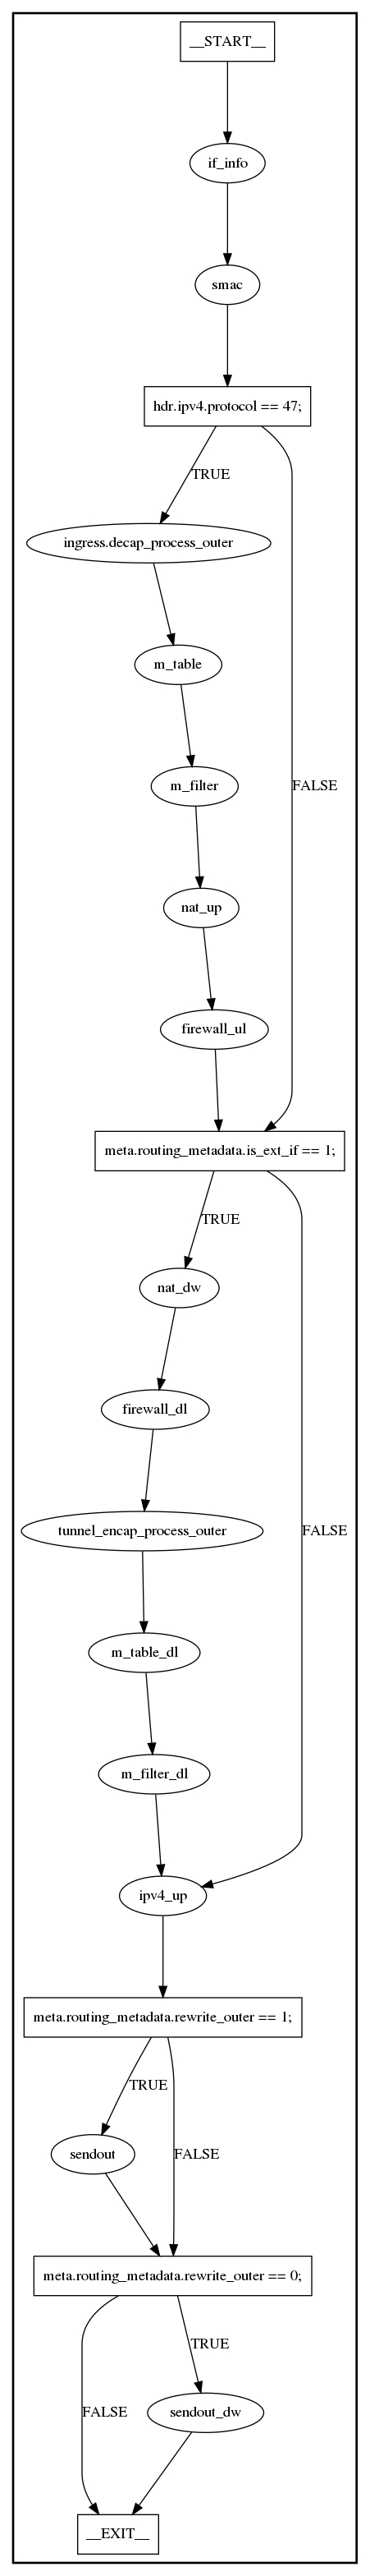 __START__
if_info
smac
hdr.ipv4.protocol == 47;
TRUE
ingress.decap_process_outer
m_table
m_filter
FALSE
nat_up
firewall_ul
meta.routing_metadata.is_ext_if == 1;
TRUE
nat_dw
firewall_dl
tunnel_encap_process_outer
FALSE
m_table_dl
m_filter_dl
ipv4_up
meta.routing_metadata.rewrite_outer == 1;
TRUE
sendout
FALSE
meta.routing_metadata.rewrite_outer == 0;
TRUE
FALSE
sendout_dw
__EXIT__